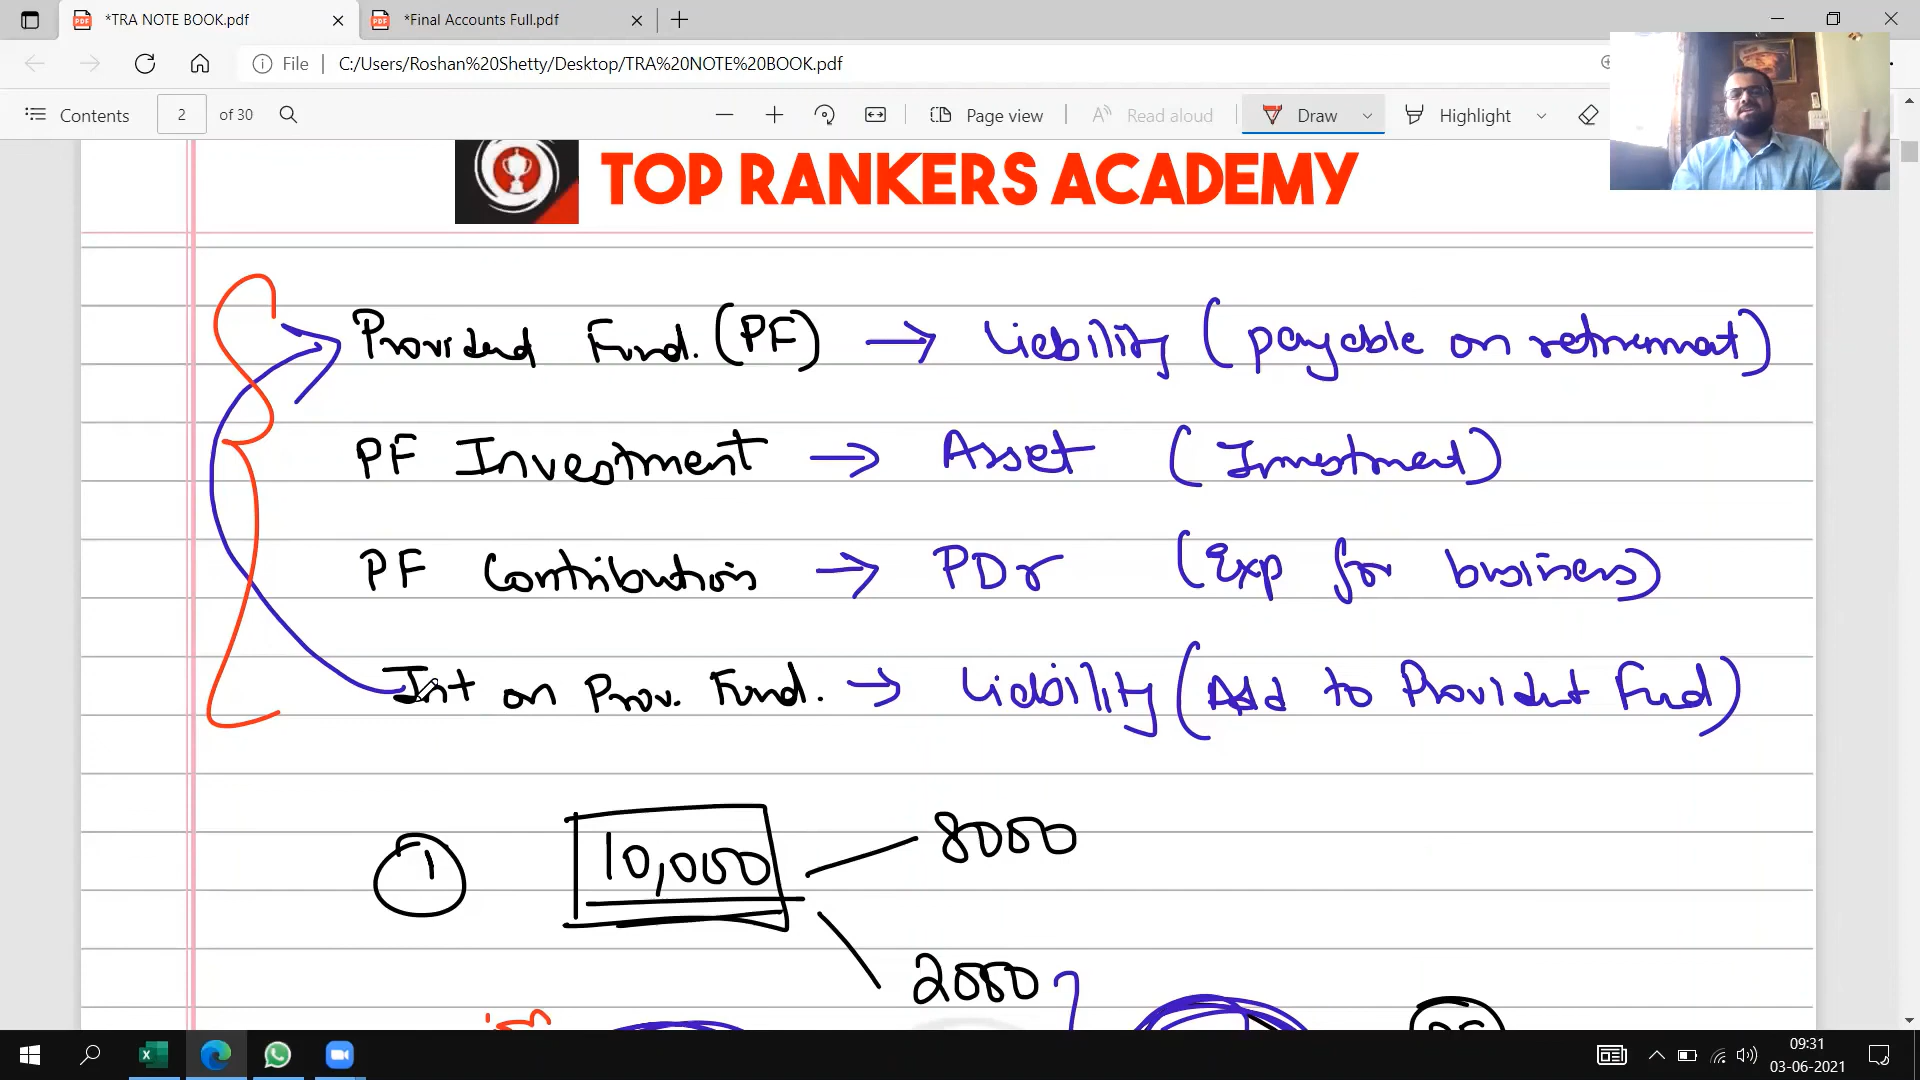 *TRA NOTE BOOK.pdf
*Final Accounts Full.pdf
File
C:/Users/Roshan%20Shetty/Desktop/TRA%20NOTE%20BOOK.pdf
Contents
2
of 30
Page view
Read aloud
Draw
Highlight
TOP RANKERS ACADEMY
Provident Fund. (PF) → Liability (payable on retirement)
PF Investment → Asset (Investment)
PF Contribution → PDr (Exp for business)
Int on Prov. Fund. → Liability (Add to Provident Fund)
1
10,000
8000
2000
09:31
03-06-2021